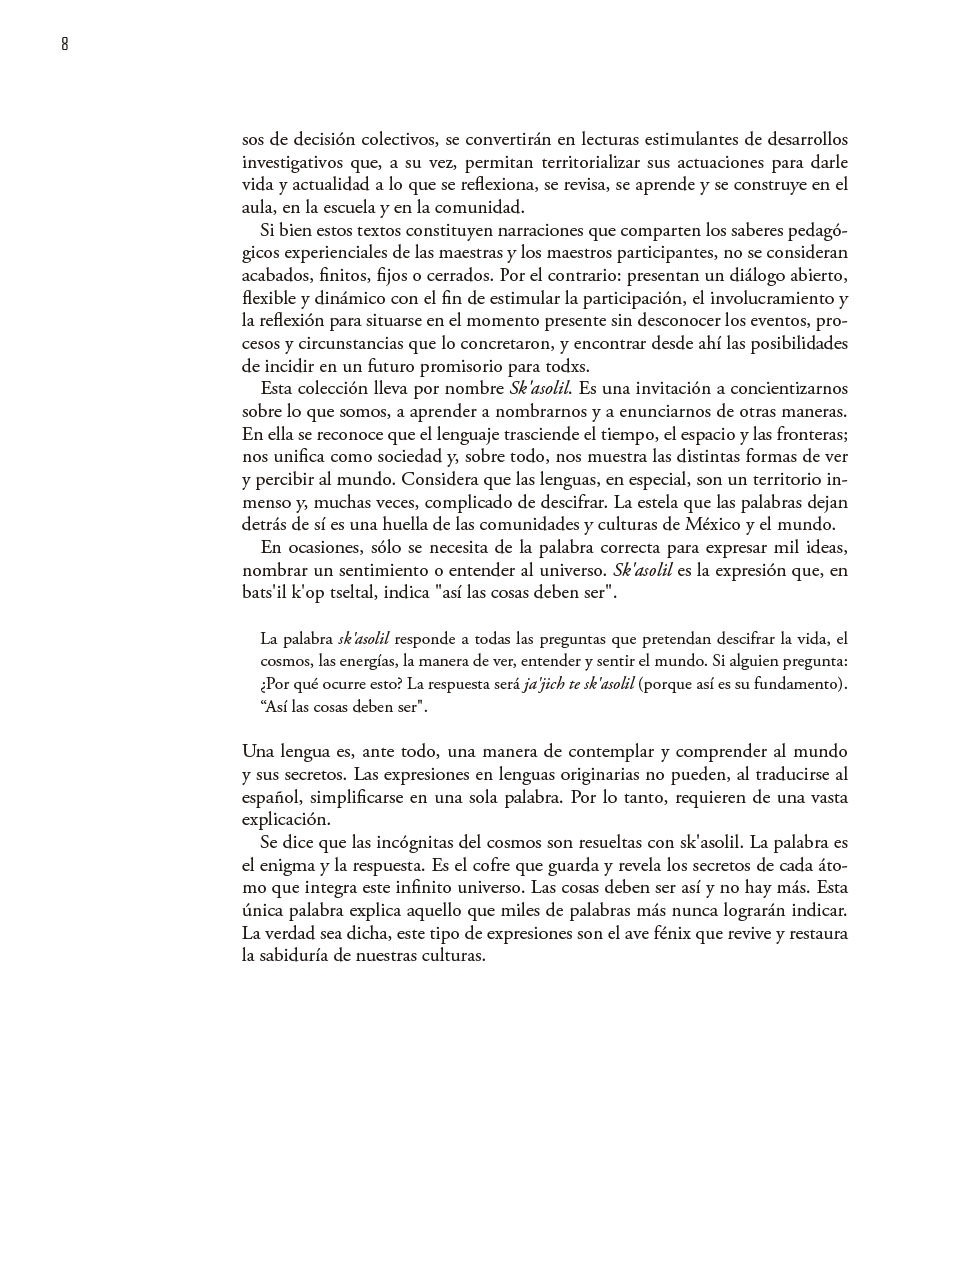 8
sos de decisión colectivos, se convertirán en lecturas estimulantes de desarrollos
investigativos que, a su vez, permitan territorializar sus actuaciones para darle
vida y actualidad a lo que se reflexiona, se revisa, se aprende y se construye en el
aula, en la escuela y en la comunidad.
Si bien estos textos constituyen narraciones que comparten los saberes pedagó-
gicos experienciales de las maestras y los maestros participantes, no se consideran
acabados, finitos, fijos o cerrados. Por el contrario: presentan un diálogo abierto,
flexible y dinámico con el fin de estimular la participación, el involucramiento y
la reflexión para situarse en el momento presente sin desconocer los eventos, pro-
cesos y circunstancias que lo concretaron, y encontrar desde ahí las posibilidades
de incidir en un futuro promisorio para todxs.
Esta colección lleva por nombre Sk'asolil. Es una invitación a concientizarnos
sobre lo que somos, a aprender a nombrarnos y a enunciarnos de otras maneras.
En ella se reconoce que el lenguaje trasciende el tiempo, el espacio y las fronteras;
nos unifica como sociedad y, sobre todo, nos muestra las distintas formas de ver
y percibir al mundo. Considera que las lenguas, en especial, son un territorio in-
menso y, muchas veces, complicado de descifrar. La estela que las palabras dejan
detrás de sí es una huella de las comunidades y culturas de México y el mundo.
En ocasiones, sólo se necesita de la palabra correcta para expresar mil ideas,
nombrar un sentimiento o entender al universo. Sk'asolil es la expresión que, en
bats'il k'op tseltal, indica "así las cosas deben ser".
La palabra sk'asolil responde a todas las preguntas que pretendan descifrar la vida, el
cosmos, las energías, la manera de ver, entender y sentir el mundo. Si alguien pregunta:
¿Por qué ocurre esto? La respuesta será ja'jich te sk'asolil (porque así es su fundamento).
“Así las cosas deben ser".
Una lengua es, ante todo, una manera de contemplar y comprender al mundo
y sus secretos. Las expresiones en lenguas originarias no pueden, al traducirse al
español, simplificarse en una sola palabra. Por lo tanto, requieren de una vasta
explicación.
Se dice que las incógnitas del cosmos son resueltas con sk'asolil. La palabra es
el enigma y la respuesta. Es el cofre que guarda y revela los secretos de cada áto-
mo que integra este infinito universo. Las cosas deben ser así y no hay más. Esta
única palabra explica aquello que miles de palabras más nunca lograrán indicar.
La verdad sea dicha, este tipo de expresiones son el ave fénix que revive y restaura
la sabiduría de nuestras culturas.